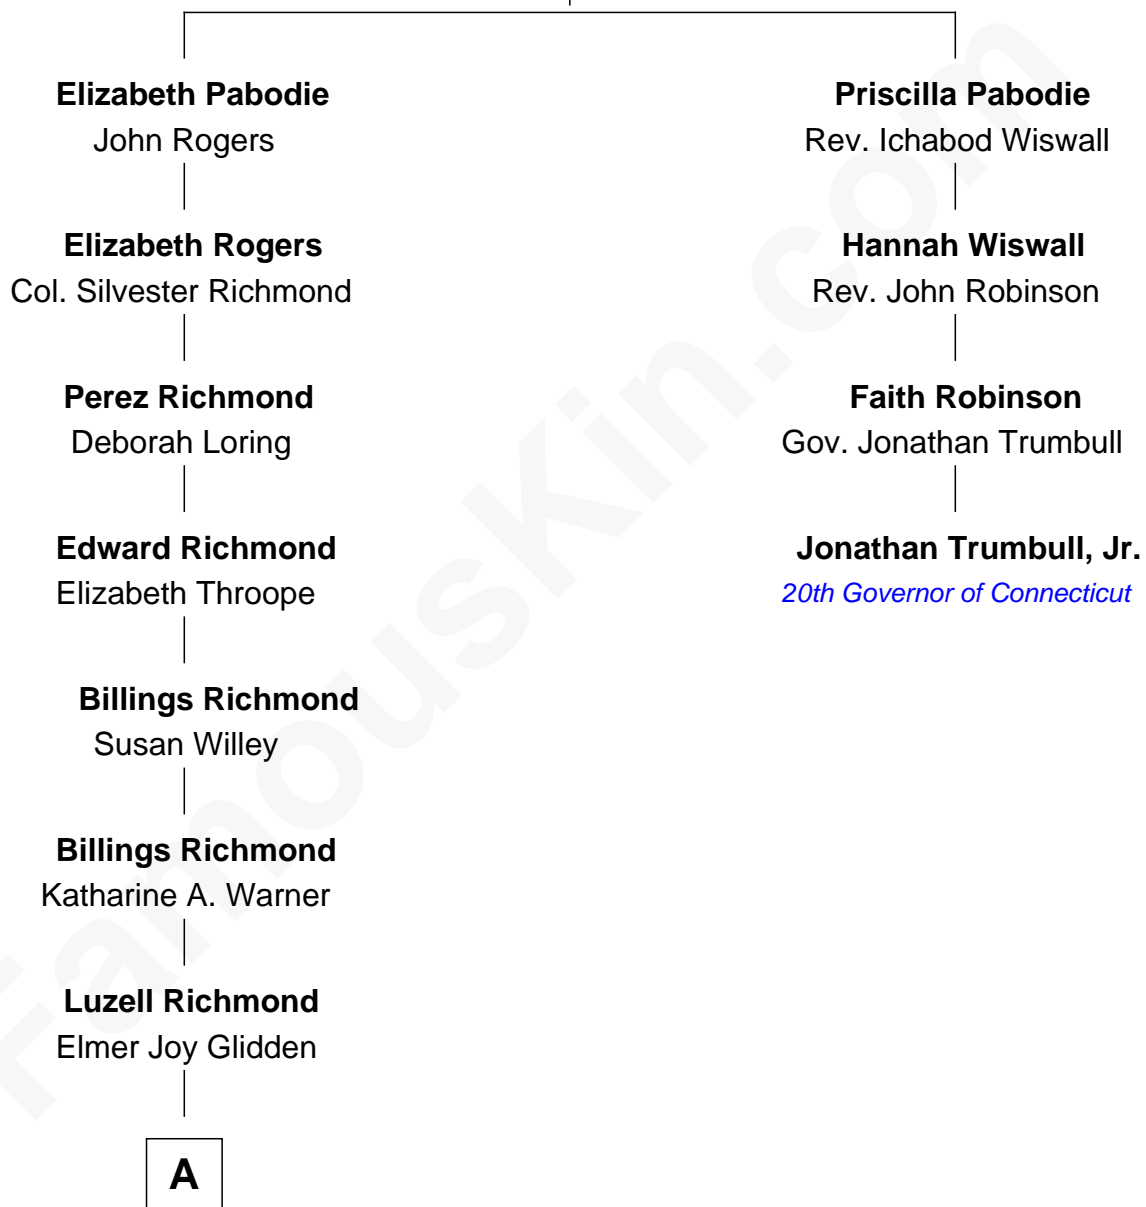 Elizabeth Pabodie
John Rogers
Priscilla Pabodie
Rev. Ichabod Wiswall
Elizabeth Rogers
Col. Silvester Richmond
Hannah Wiswall
Rev. John Robinson
Perez Richmond
Deborah Loring
Faith Robinson
Gov. Jonathan Trumbull
Edward Richmond
Elizabeth Throope
Jonathan Trumbull, Jr.
20th Governor of Connecticut
Billings Richmond
Susan Willey
Billings Richmond
Katharine A. Warner
Luzell Richmond
Elmer Joy Glidden
A
FamousKin.com